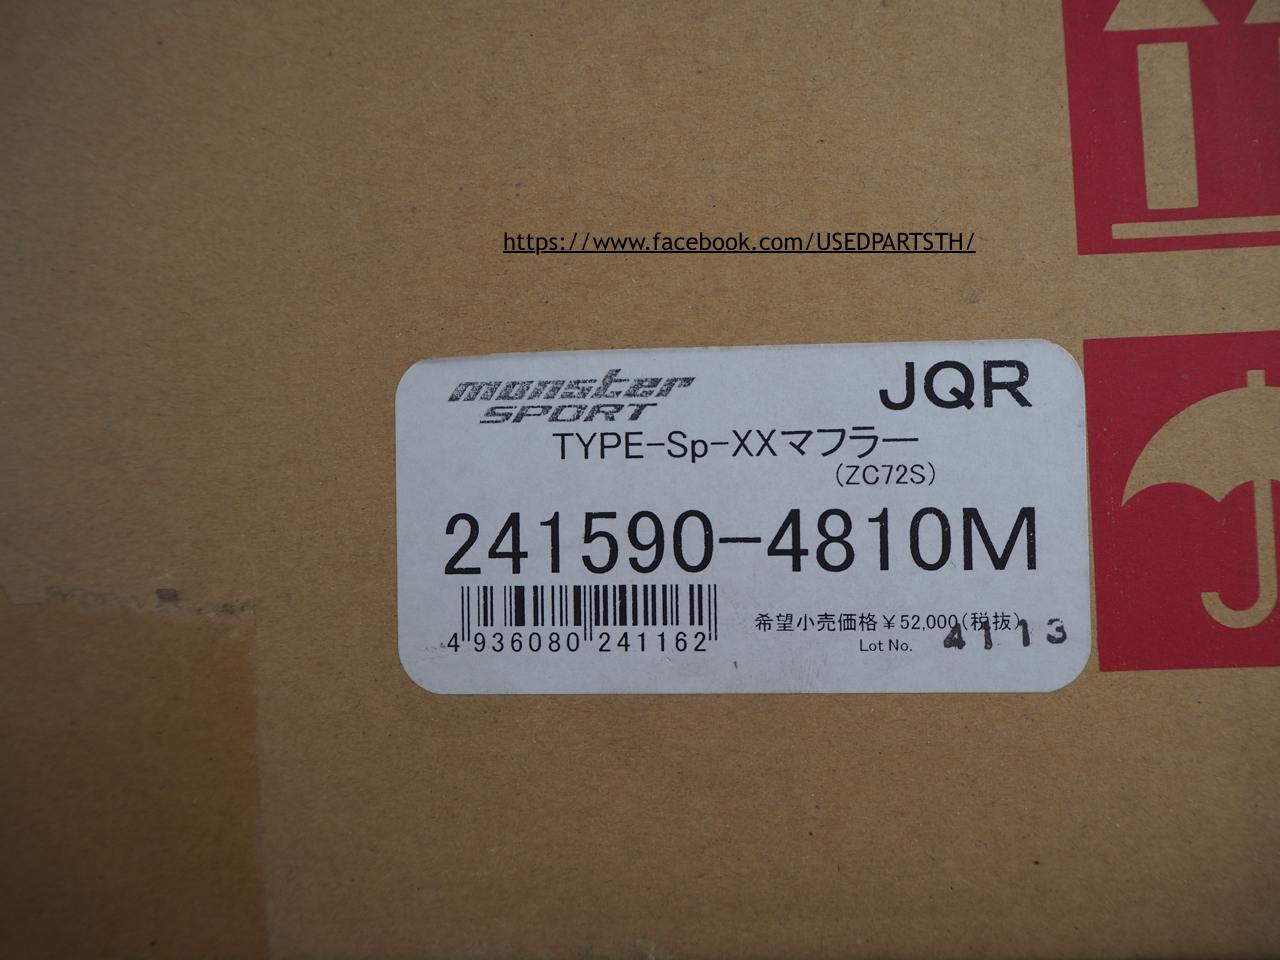 https://www.facebook.com/USEDPARTSTH/
monster
SPORT
JQR
TYPE-Sp-XXマフラー
(ZC72S)
241590-4810M
4 936080 241162
希望小売価格￥52,000(税抜)
Lot No. 4113